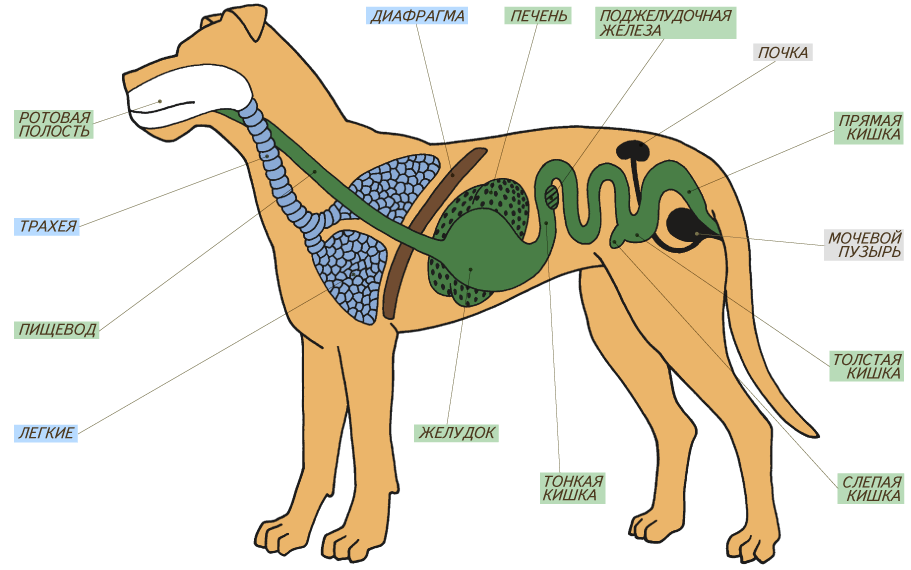 ДИАФРАГМА
ПЕЧЕНЬ
ПОДЖЕЛУДОЧНАЯ
ЖЕЛЕЗА
ПОЧКА
РОТОВАЯ
ПОЛОСТЬ
ПРЯМАЯ
КИШКА
ТРАХЕЯ
МОЧЕВОЙ
ПУЗЫРЬ
ПИЩЕВОД
ТОЛСТАЯ
КИШКА
ЛЕГКИЕ
ЖЕЛУДОК
ТОНКАЯ
КИШКА
СЛЕПАЯ
КИШКА